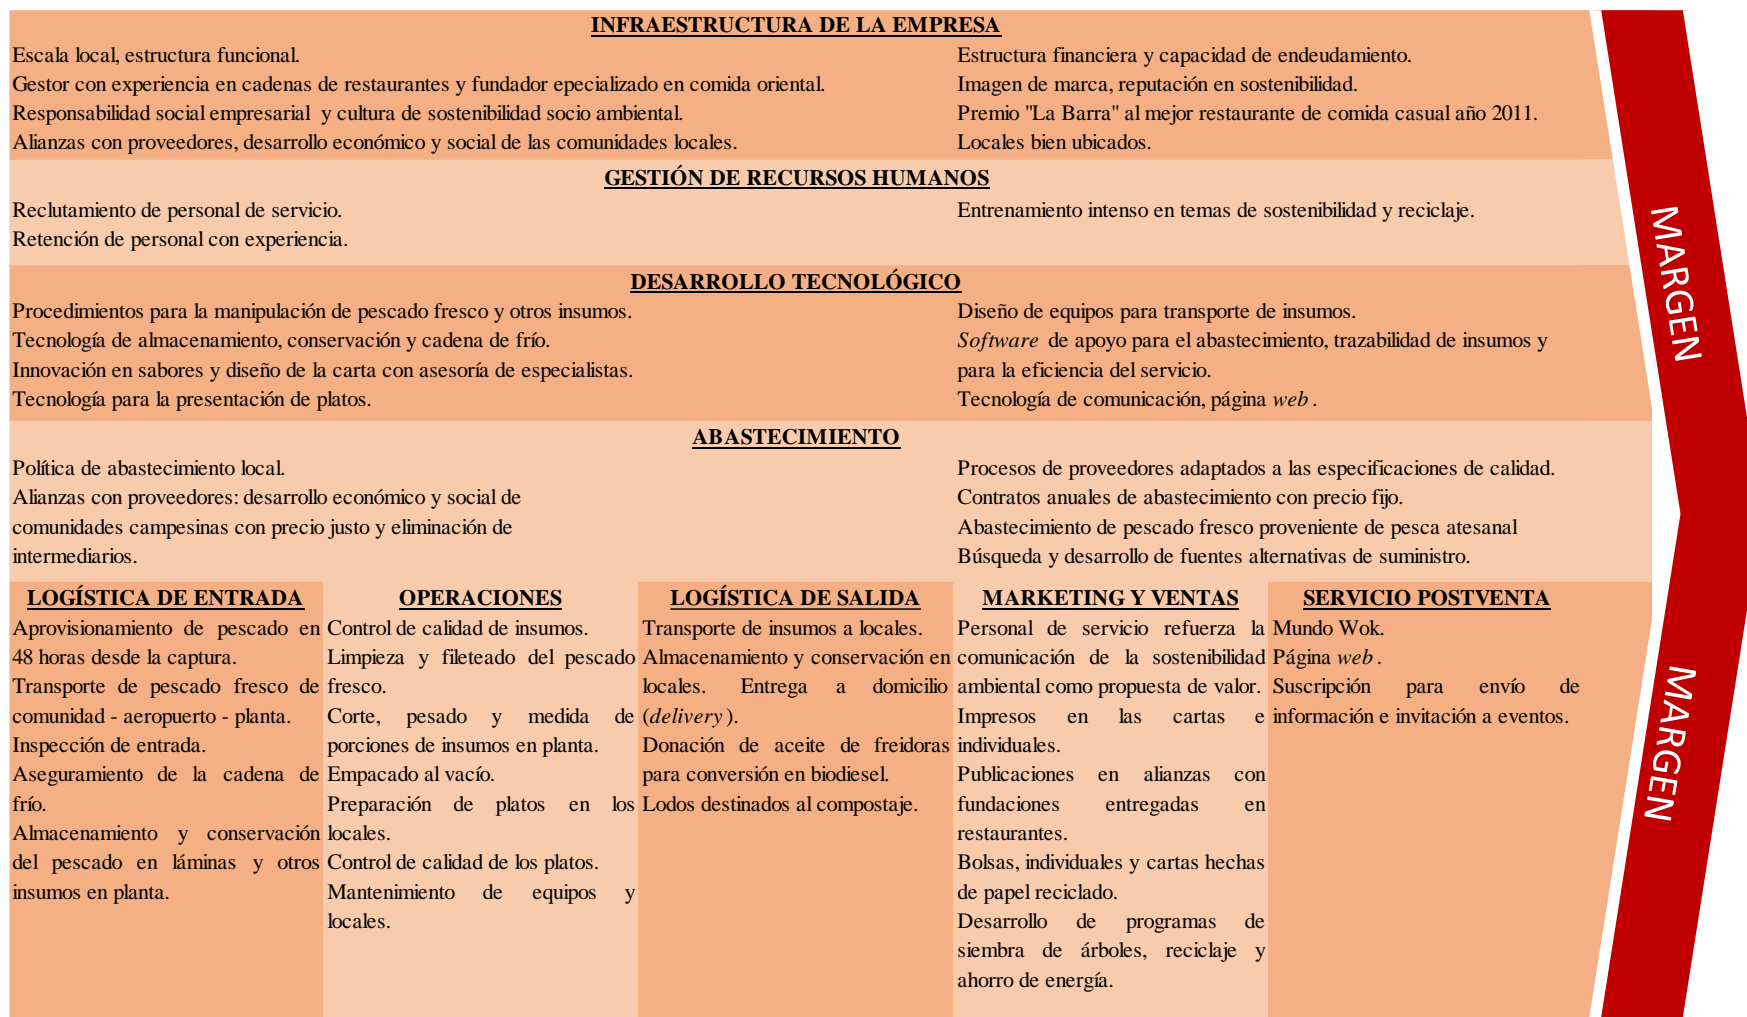 INFRAESTRUCTURA DE LA EMPRESA
Escala local, estructura funcional.
Gestor con experiencia en cadenas de restaurantes y fundador epecializado en comida oriental.
Responsabilidad social empresarial y cultura de sostenibilidad socio ambiental.
Alianzas con proveedores, desarrollo económico y social de las comunidades locales.
Estructura financiera y capacidad de endeudamiento.
Imagen de marca, reputación en sostenibilidad.
Premio "La Barra" al mejor restaurante de comida casual año 2011.
Locales bien ubicados.
GESTIÓN DE RECURSOS HUMANOS
Reclutamiento de personal de servicio.
Retención de personal con experiencia.
Entrenamiento intenso en temas de sostenibilidad y reciclaje.
DESARROLLO TECNOLÓGICO
Procedimientos para la manipulación de pescado fresco y otros insumos.
Tecnología de almacenamiento, conservación y cadena de frío.
Innovación en sabores y diseño de la carta con asesoría de especialistas.
Tecnología para la presentación de platos.
Diseño de equipos para transporte de insumos.
Software de apoyo para el abastecimiento, trazabilidad de insumos y
para la eficiencia del servicio.
Tecnología de comunicación, página web .
ABASTECIMIENTO
Política de abastecimiento local.
Alianzas con proveedores: desarrollo económico y social de
comunidades campesinas con precio justo y eliminación de
intermediarios.
Procesos de proveedores adaptados a las especificaciones de calidad.
Contratos anuales de abastecimiento con precio fijo.
Abastecimiento de pescado fresco proveniente de pesca atesanal
Búsqueda y desarrollo de fuentes alternativas de suministro.
LOGÍSTICA DE ENTRADA
Aprovisionamiento de pescado en
48 horas desde la captura.
Transporte de pescado fresco de
comunidad - aeropuerto - planta.
Inspección de entrada.
Aseguramiento de la cadena de
frío.
Almacenamiento y conservación
del pescado en láminas y otros
insumos en planta.
OPERACIONES
Control de calidad de insumos.
Limpieza y fileteado del pescado
fresco.
Corte, pesado y medida de
porciones de insumos en planta.
Empacado al vacío.
Preparación de platos en los
locales.
Control de calidad de los platos.
Mantenimiento de equipos y
locales.
LOGÍSTICA DE SALIDA
Transporte de insumos a locales.
Almacenamiento y conservación en
locales. Entrega a domicilio
(delivery ).
Donación de aceite de freidoras
para conversión en biodiesel.
Lodos destinados al compostaje.
MARKETING Y VENTAS
Personal de servicio refuerza la
comunicación de la sostenibilidad
ambiental como propuesta de valor.
Impresos en las cartas e
individuales.
Publicaciones en alianzas con
fundaciones entregadas en
restaurantes.
Bolsas, individuales y cartas hechas
de papel reciclado.
Desarrollo de programas de
siembra de árboles, reciclaje y
ahorro de energía.
SERVICIO POSTVENTA
Mundo Wok.
Página web .
Suscripción para envío de
información e invitación a eventos.
MARGEN
MARGEN